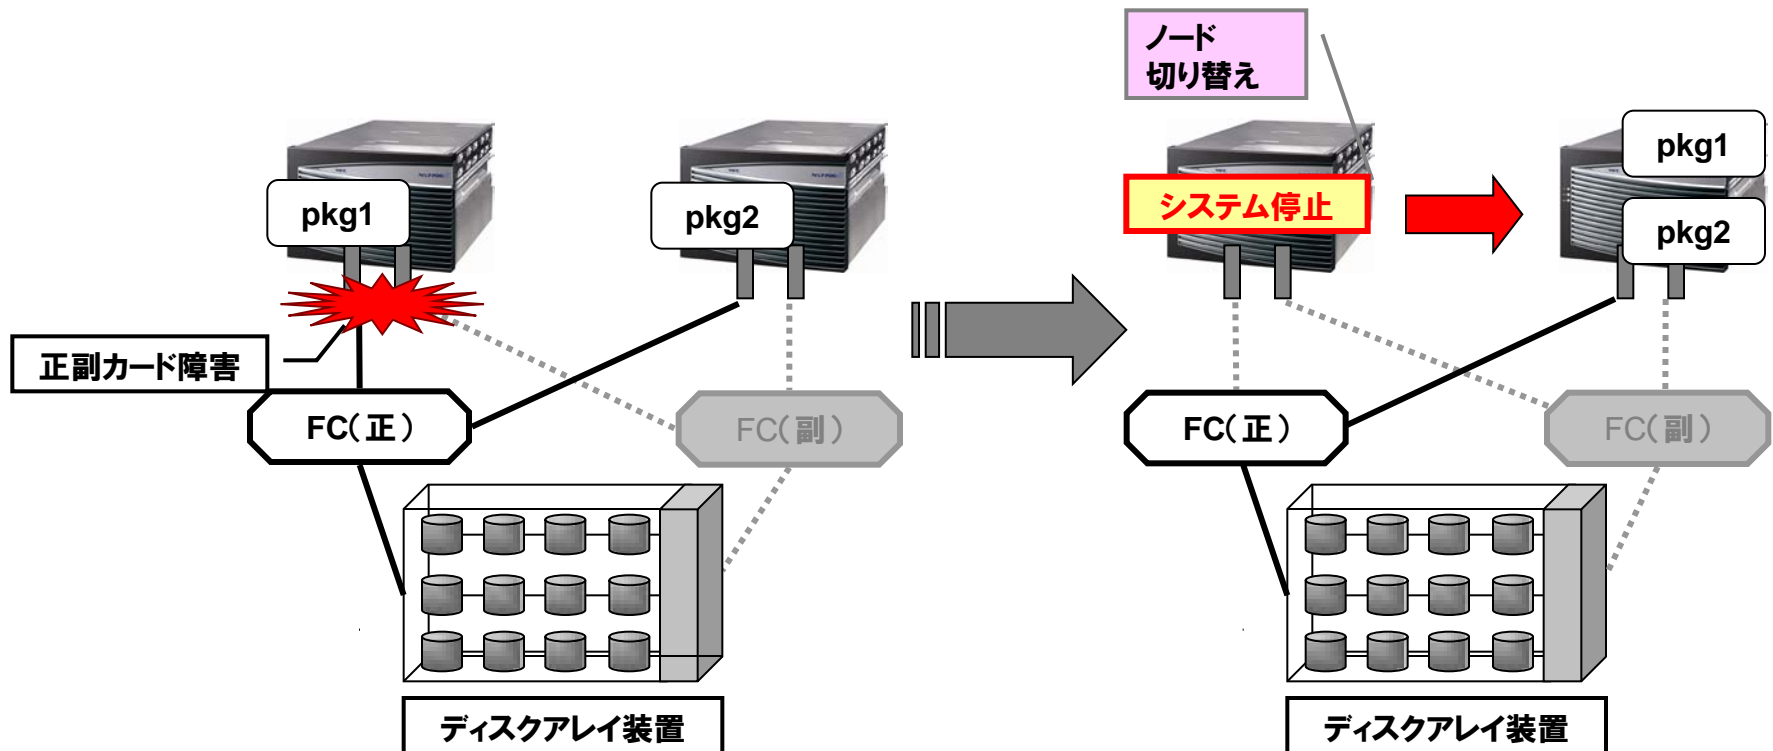 ノード
切り替え
pkg1
pkg2
システム停止
pkg1
pkg2
正副カード障害
FC(正)
FC(副)
FC(正)
FC(副)
ディスクアレイ装置
ディスクアレイ装置